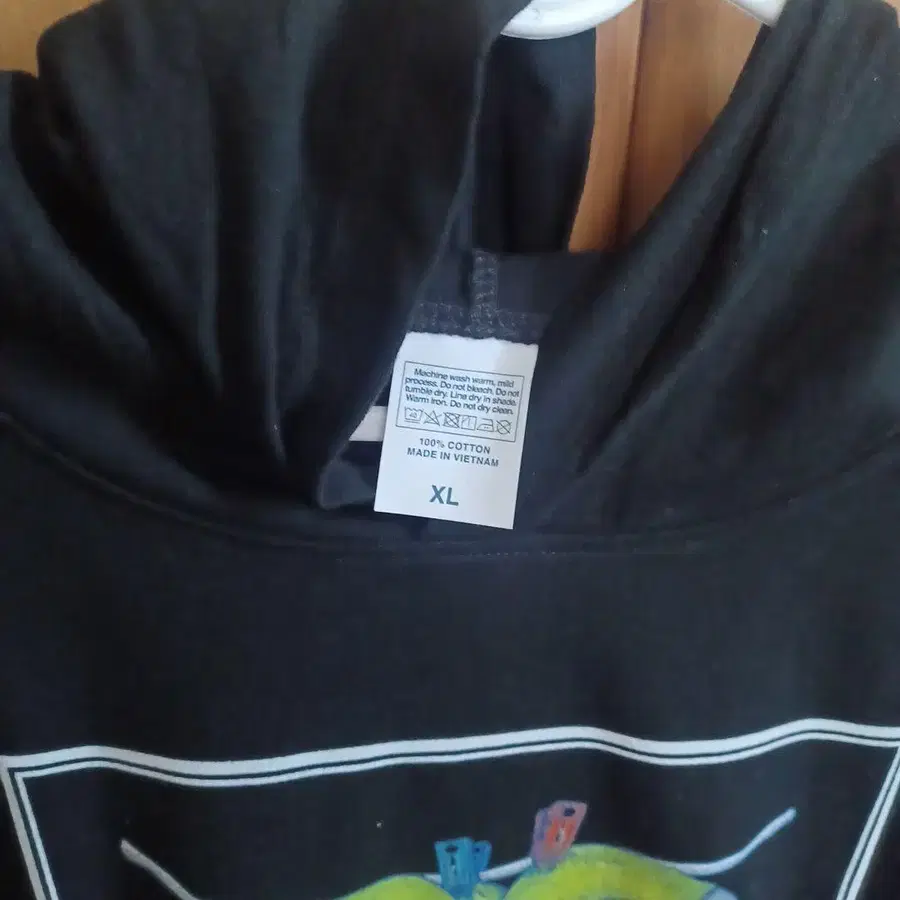 Machine wash warm, mild
process. Do not bleach. Do not
tumble dry. Line dry in shade.
Warm iron. Do not dry clean.
40
100% COTTON
MADE IN VIETNAM
XL